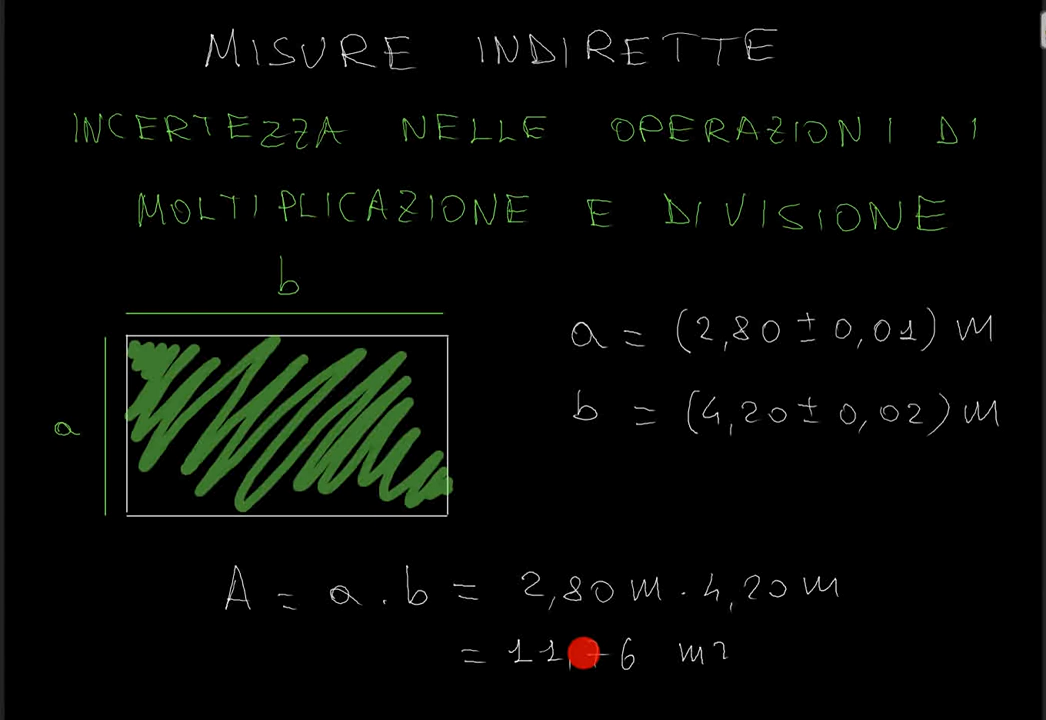 MISURE INDIRETTE
INCERTEZZA NELLE OPERAZIONI DI
MOLTIPLICAZIONE E DIVISIONE
b
a = (2,80 ± 0,01) m
a
b = (4,20 ± 0,02) m
A = a . b = 2,80 m . 4,20 m
= 11, 6 m2